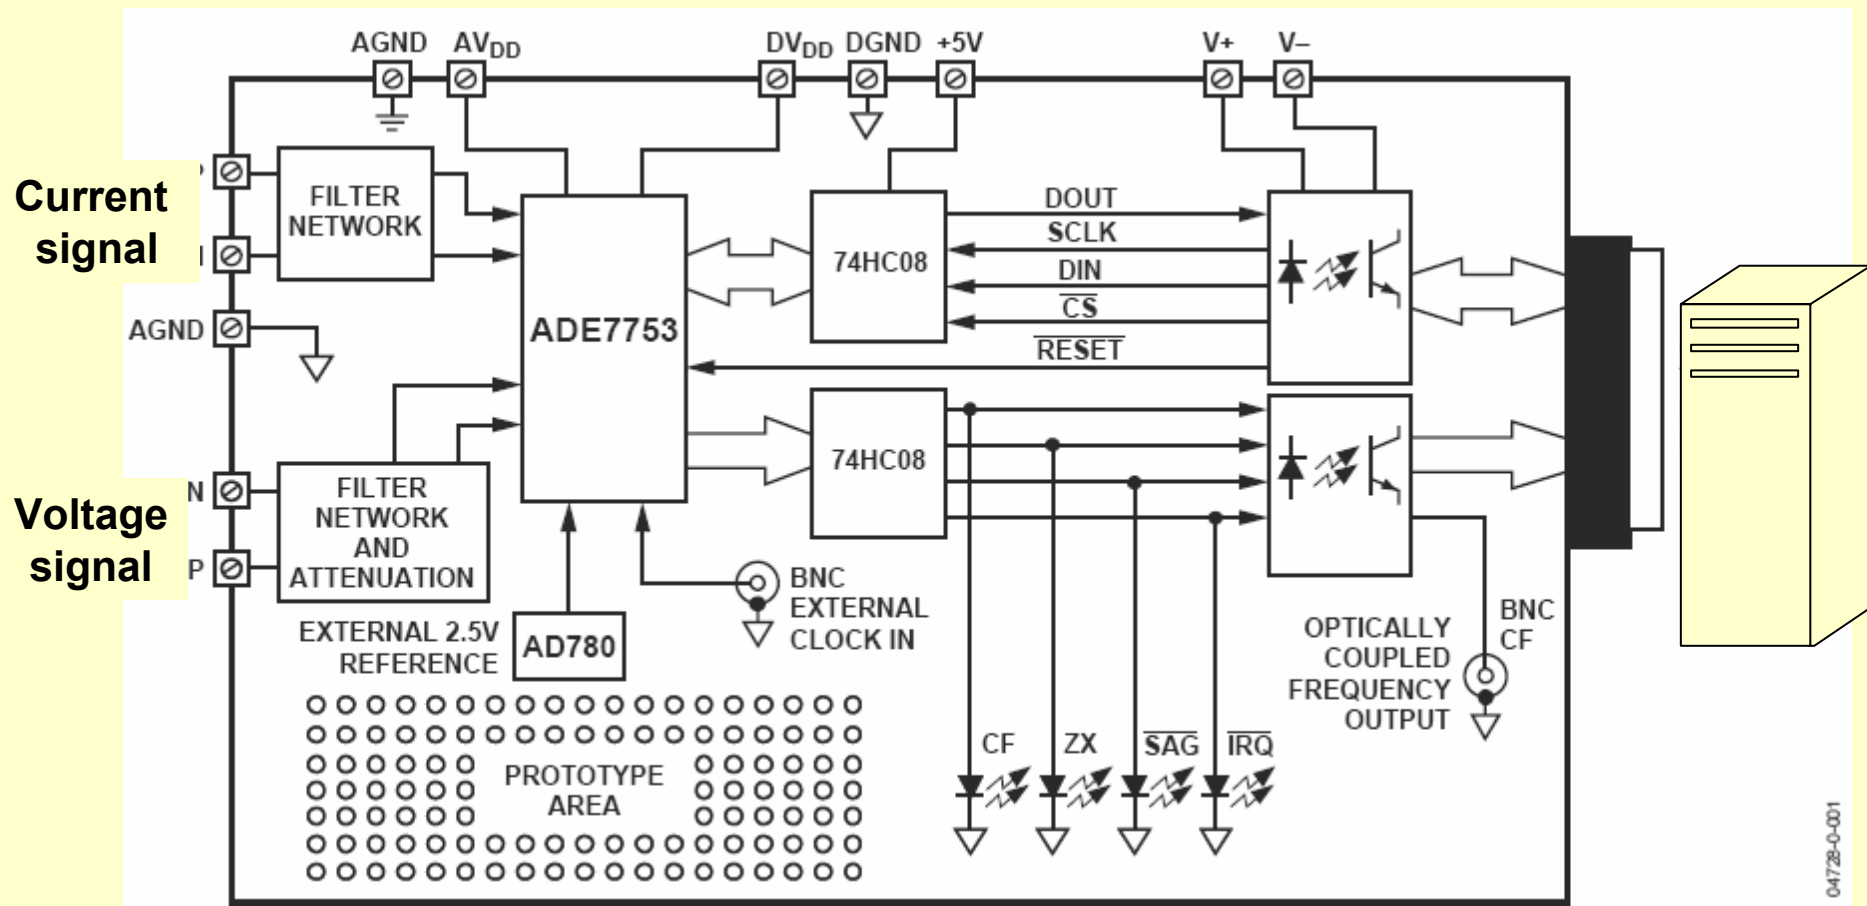 AGND
AVDD
DVDD
DGND
+5V
V+
V–
Current
signal
FILTER
NETWORK
AGND
ADE7753
74HC08
DOUT
SCLK
DIN
CS
RESET
74HC08
Voltage
signal
N
P
FILTER
NETWORK
AND
ATTENUATION
EXTERNAL 2.5V
REFERENCE
AD780
BNC
EXTERNAL
CLOCK IN
OPTICALLY
COUPLED
FREQUENCY
OUTPUT
BNC
CF
CF
ZX
SAG
IRQ
PROTOTYPE
AREA
04728-0-001